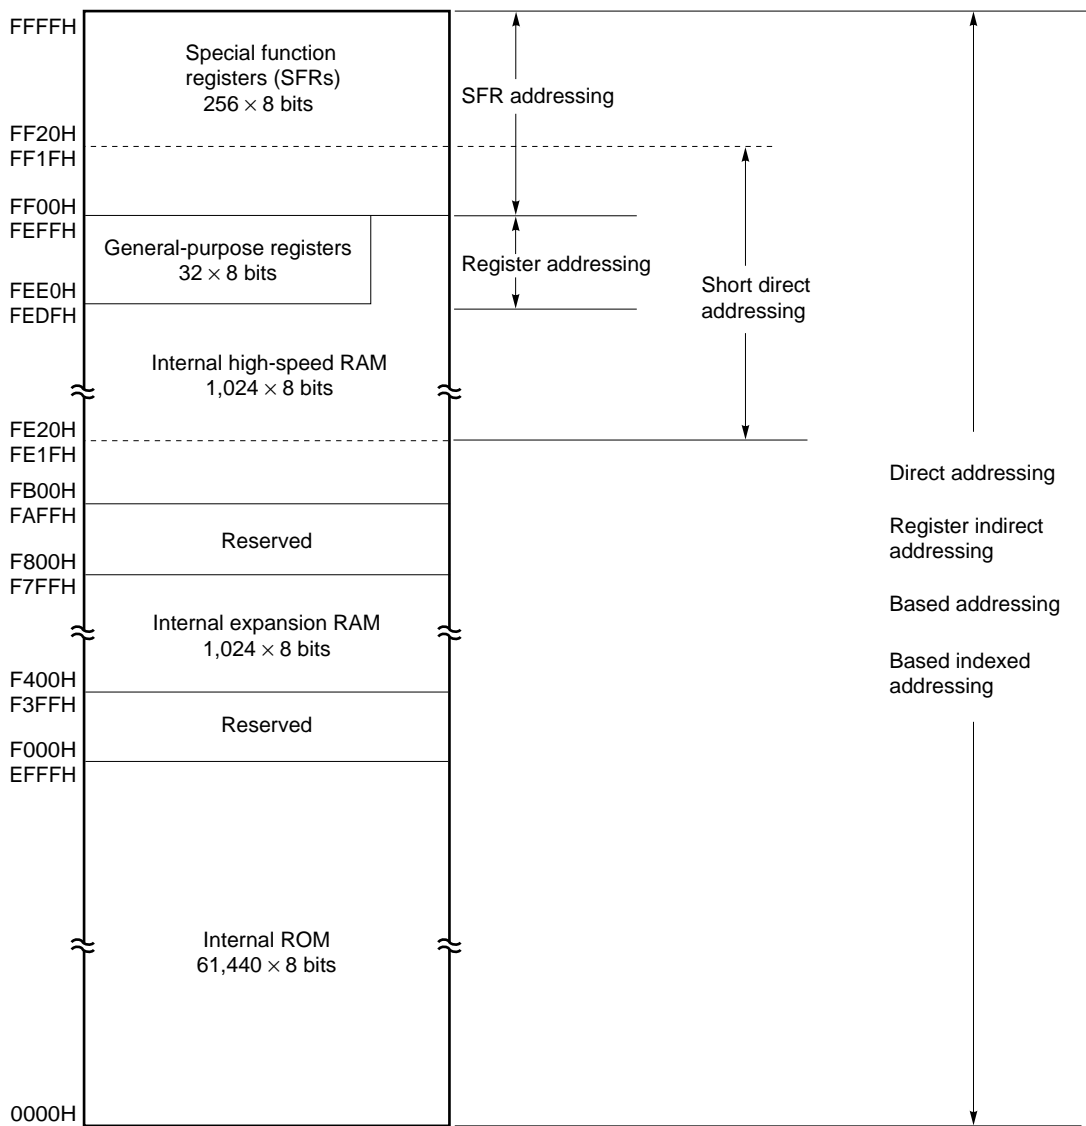 FFFFH
Special function
registers (SFRs)
256 × 8 bits
SFR addressing
FF20H
FF1FH
FF00H
FEFFH
General-purpose registers
32 × 8 bits
Register addressing
Short direct
addressing
FEE0H
FEDFH
Internal high-speed RAM
1,024 × 8 bits
FE20H
FE1FH
FB00H
FAFFH
Reserved
F800H
F7FFH
Internal expansion RAM
1,024 × 8 bits
F400H
F3FFH
Reserved
F000H
EFFFH
Internal ROM
61,440 × 8 bits
0000H
Direct addressing
Register indirect
addressing
Based addressing
Based indexed
addressing